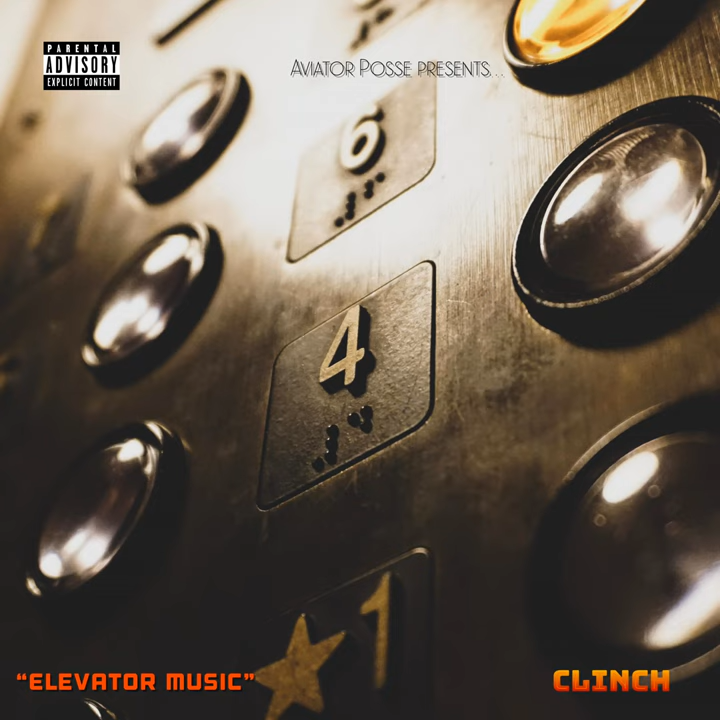 PARENTAL
ADVISORY
EXPLICIT CONTENT
AVIATOR POSSE PRESENTS...
6
4
★1
“ELEVATOR MUSIC”
CLINCH